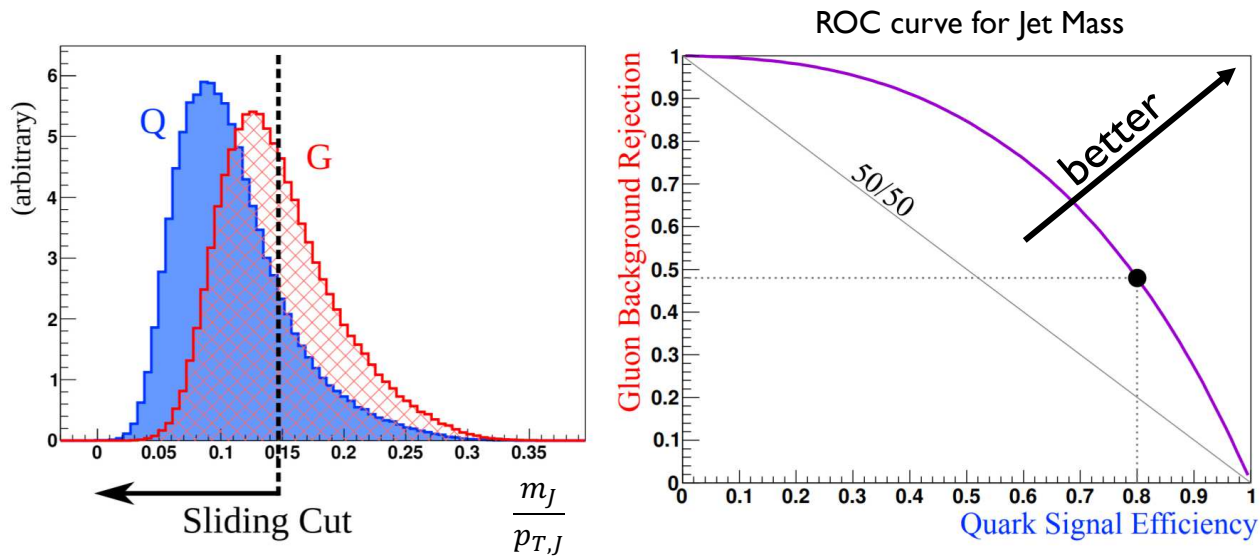 ROC curve for Jet Mass
(arbitrary)
6
5
4
3
2
1
0
Q
G
0 0.05 0.1 0.15 0.2 0.25 0.3 0.35
Sliding Cut
m_J
p_{T,J}
Gluon Background Rejection
1
0.9
0.8
0.7
0.6
0.5
0.4
0.3
0.2
0.1
0
50/50
better
0 0.1 0.2 0.3 0.4 0.5 0.6 0.7 0.8 0.9 1
Quark Signal Efficiency